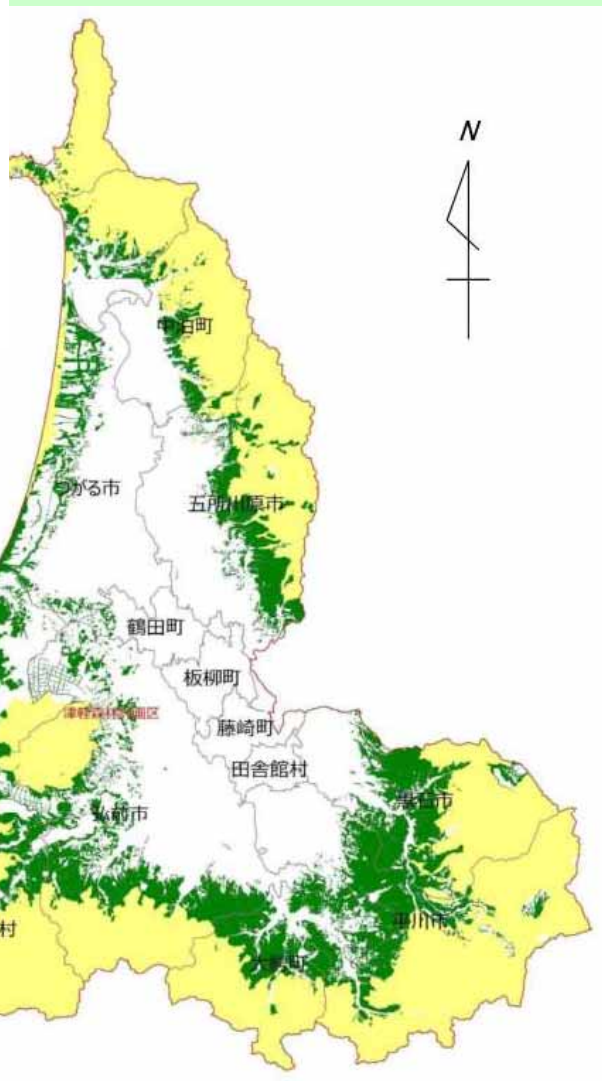 N
中泊町
つがる市
五所川原市
鶴田町
板柳町
津軽森林計画区
藤崎町
田舎館村
黒石市
弘前市
平川市
村
大鰐町